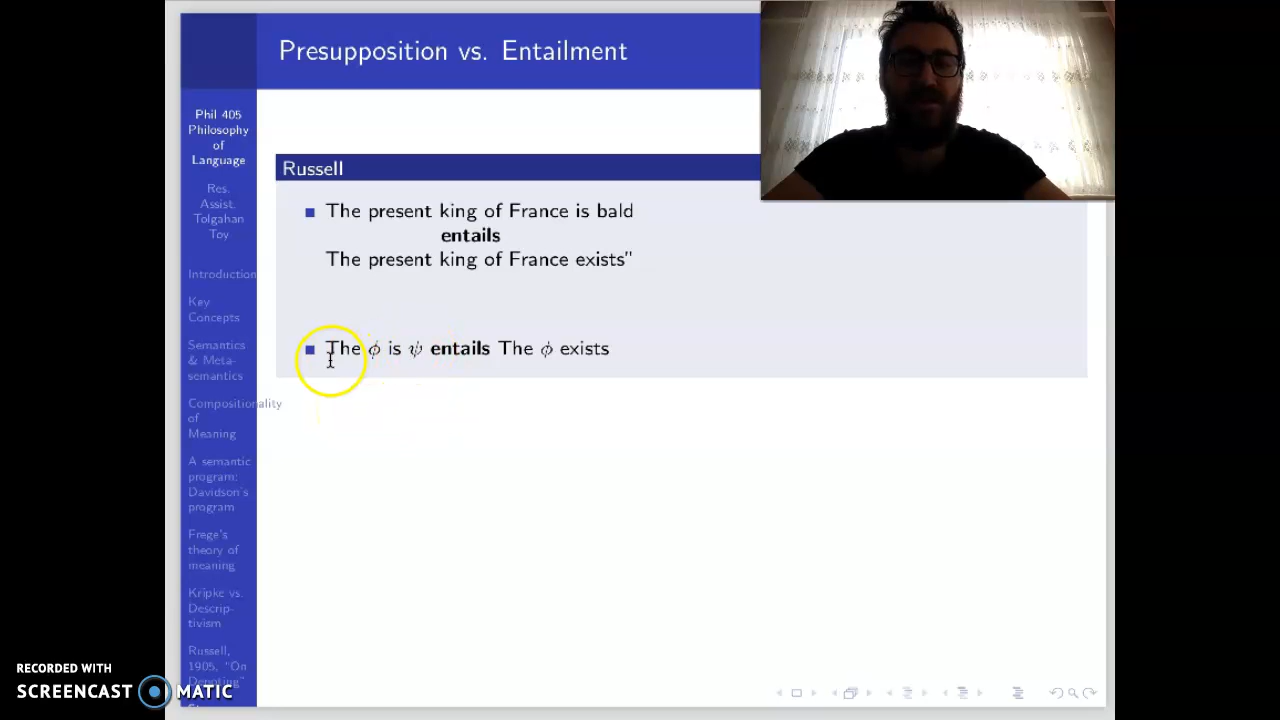 Presupposition vs. Entailment
Phil 405
Philosophy
of
Language
Res.
Assist.
Tolgahan
Toy
Introduction
Key
Concepts
Semantics
& Meta-
semantics
Compositionality
of
Meaning
A semantic
program:
Davidson's
program
Frege's
theory of
meaning
Kripke vs.
Descrip-
tivism
Russell,
1905, "On
Denoting"
Russell
The present king of France is bald
entails
The present king of France exists"
The ϕ is ψ entails The ϕ exists
RECORDED WITH
SCREENCAST MATIC